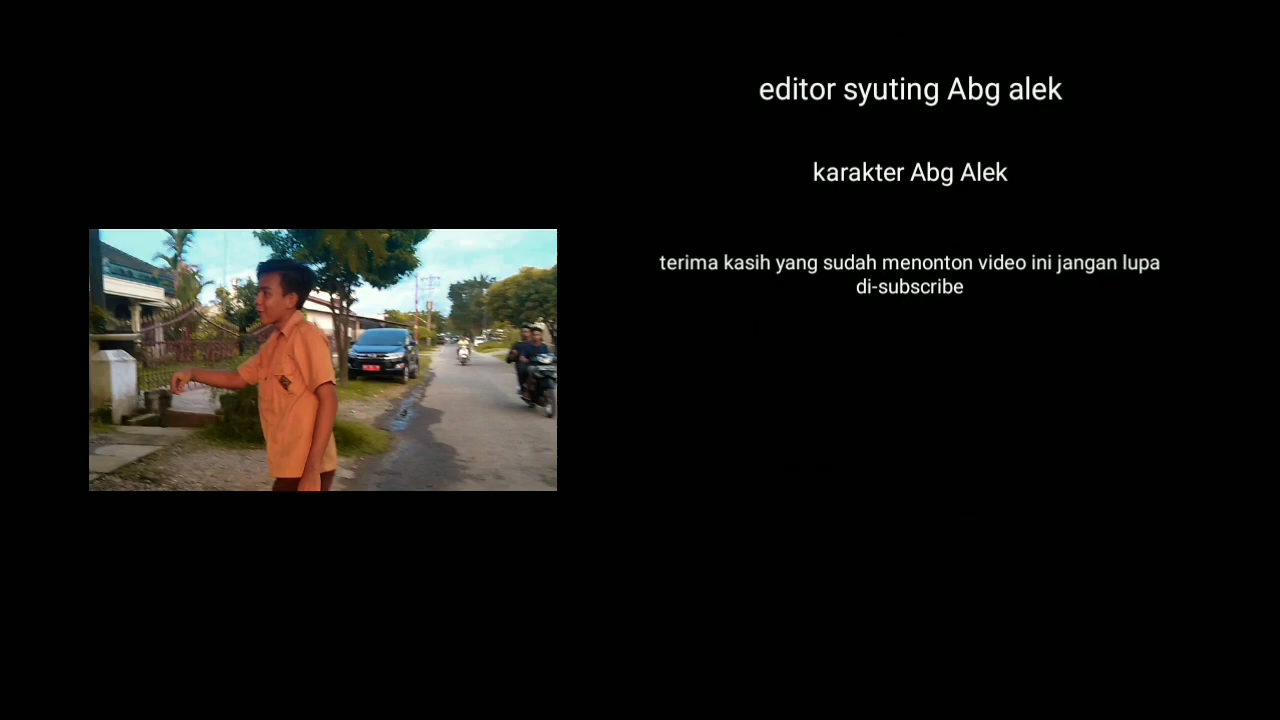 editor syuting Abg alek
karakter Abg Alek
terima kasih yang sudah menonton video ini jangan lupa
di-subscribe